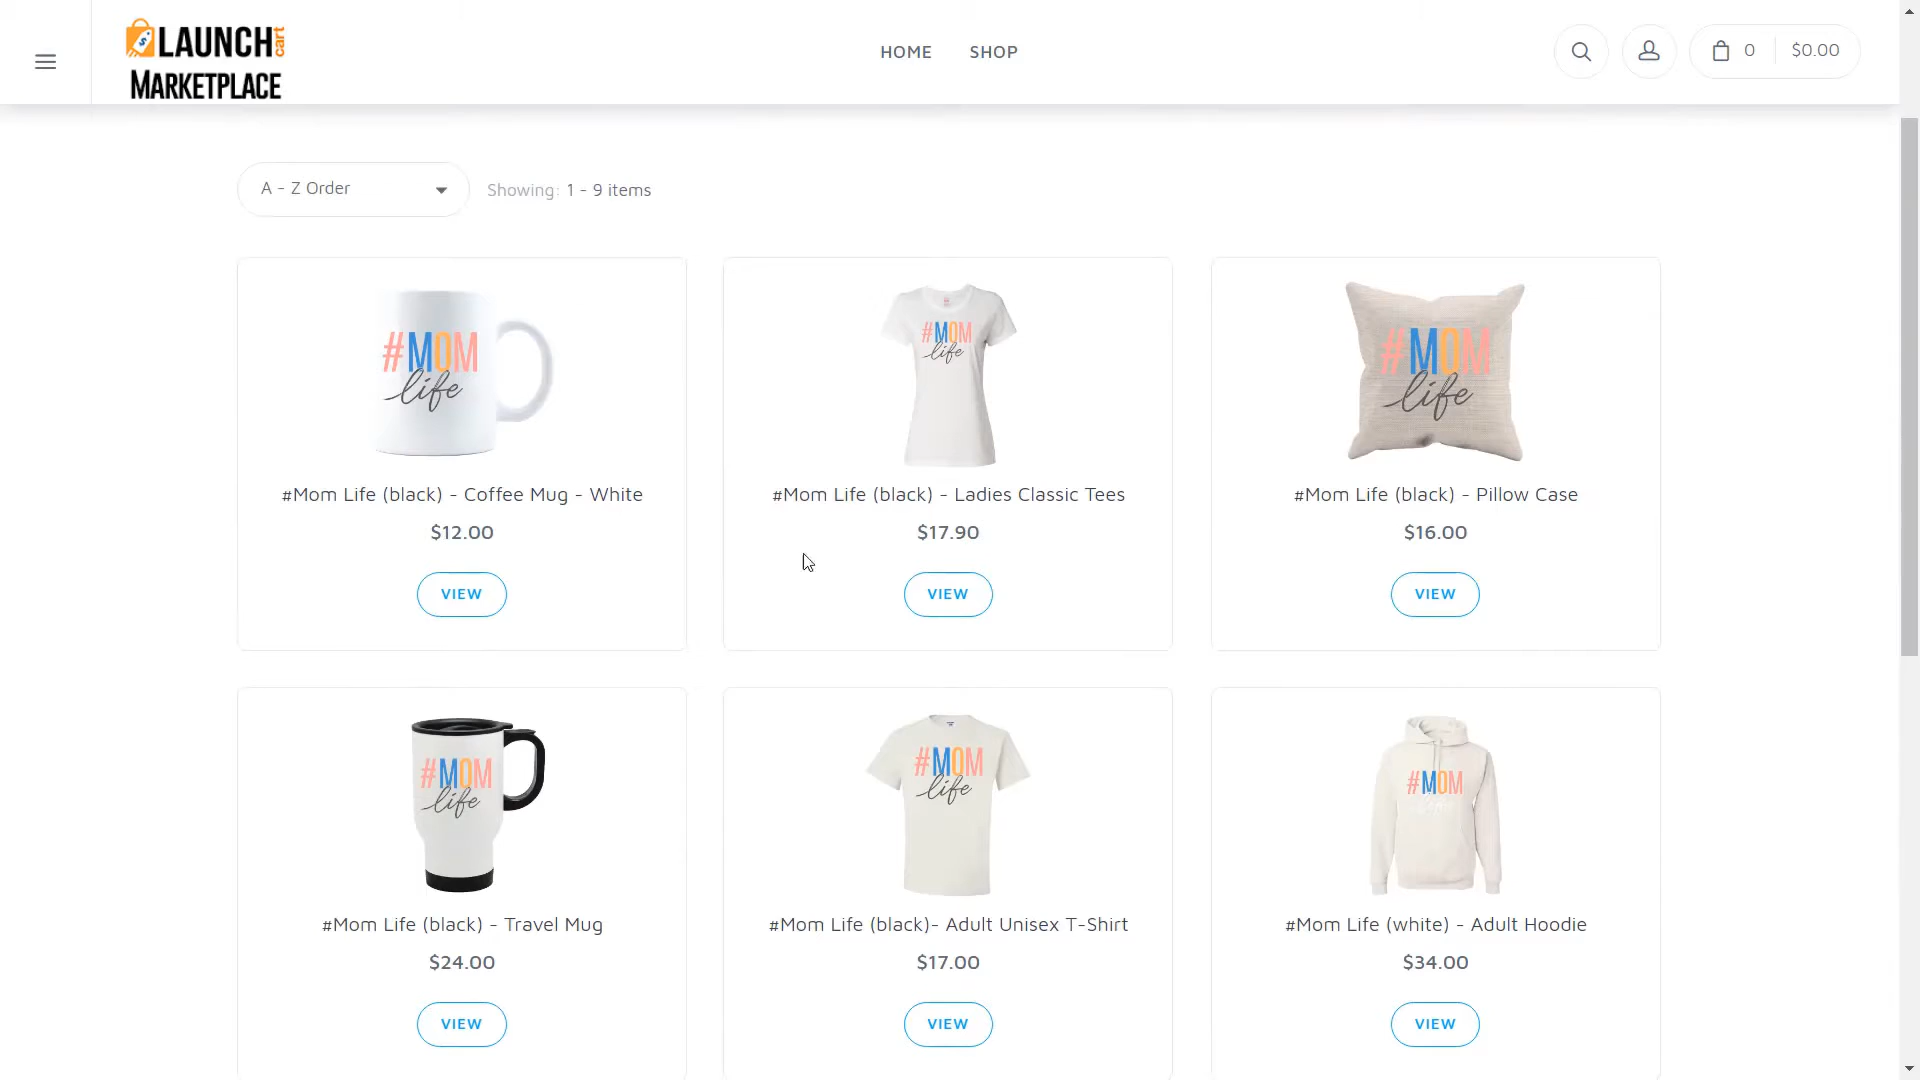 LAUNCH cart
MARKETPLACE
HOME
SHOP
0
$0.00
A - Z Order
Showing: 1 - 9 items
#MOM
life
#MOM
life
#MOM
life
#Mom Life (black) - Coffee Mug - White
#Mom Life (black) - Ladies Classic Tees
#Mom Life (black) - Pillow Case
$12.00
$17.90
$16.00
VIEW
VIEW
VIEW
#MOM
life
#MOM
life
#MOM
life
#Mom Life (black) - Travel Mug
#Mom Life (black)- Adult Unisex T-Shirt
#Mom Life (white) - Adult Hoodie
$24.00
$17.00
$34.00
VIEW
VIEW
VIEW